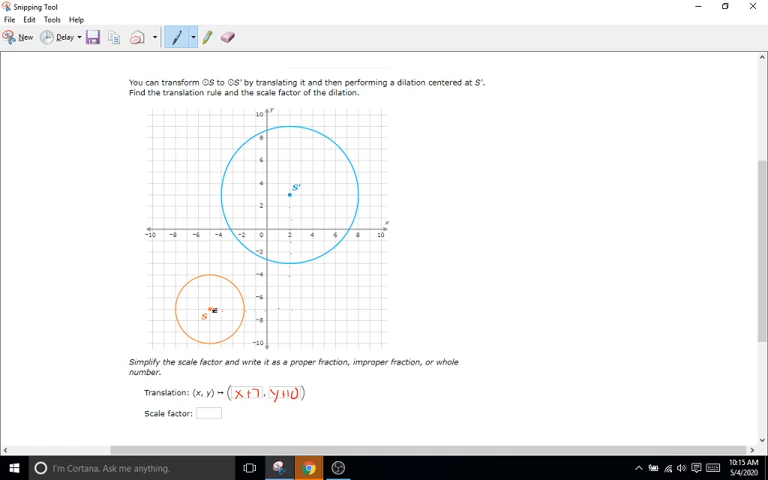 Snipping Tool
File Edit Tools Help
New Delay
You can transform ⊙S to ⊙S' by translating it and then performing a dilation centered at S'.
Find the translation rule and the scale factor of the dilation.
y
10
8
6
4
2
S'
x
-10 -8 -6 -4 -2 0 2 4 6 8 10
-2
-4
-6
-8
-10
S
Simplify the scale factor and write it as a proper fraction, improper fraction, or whole
number.
Translation: (x, y) ↦ (x+7, y+10)
Scale factor:
I'm Cortana. Ask me anything.
10:15 AM
5/4/2020